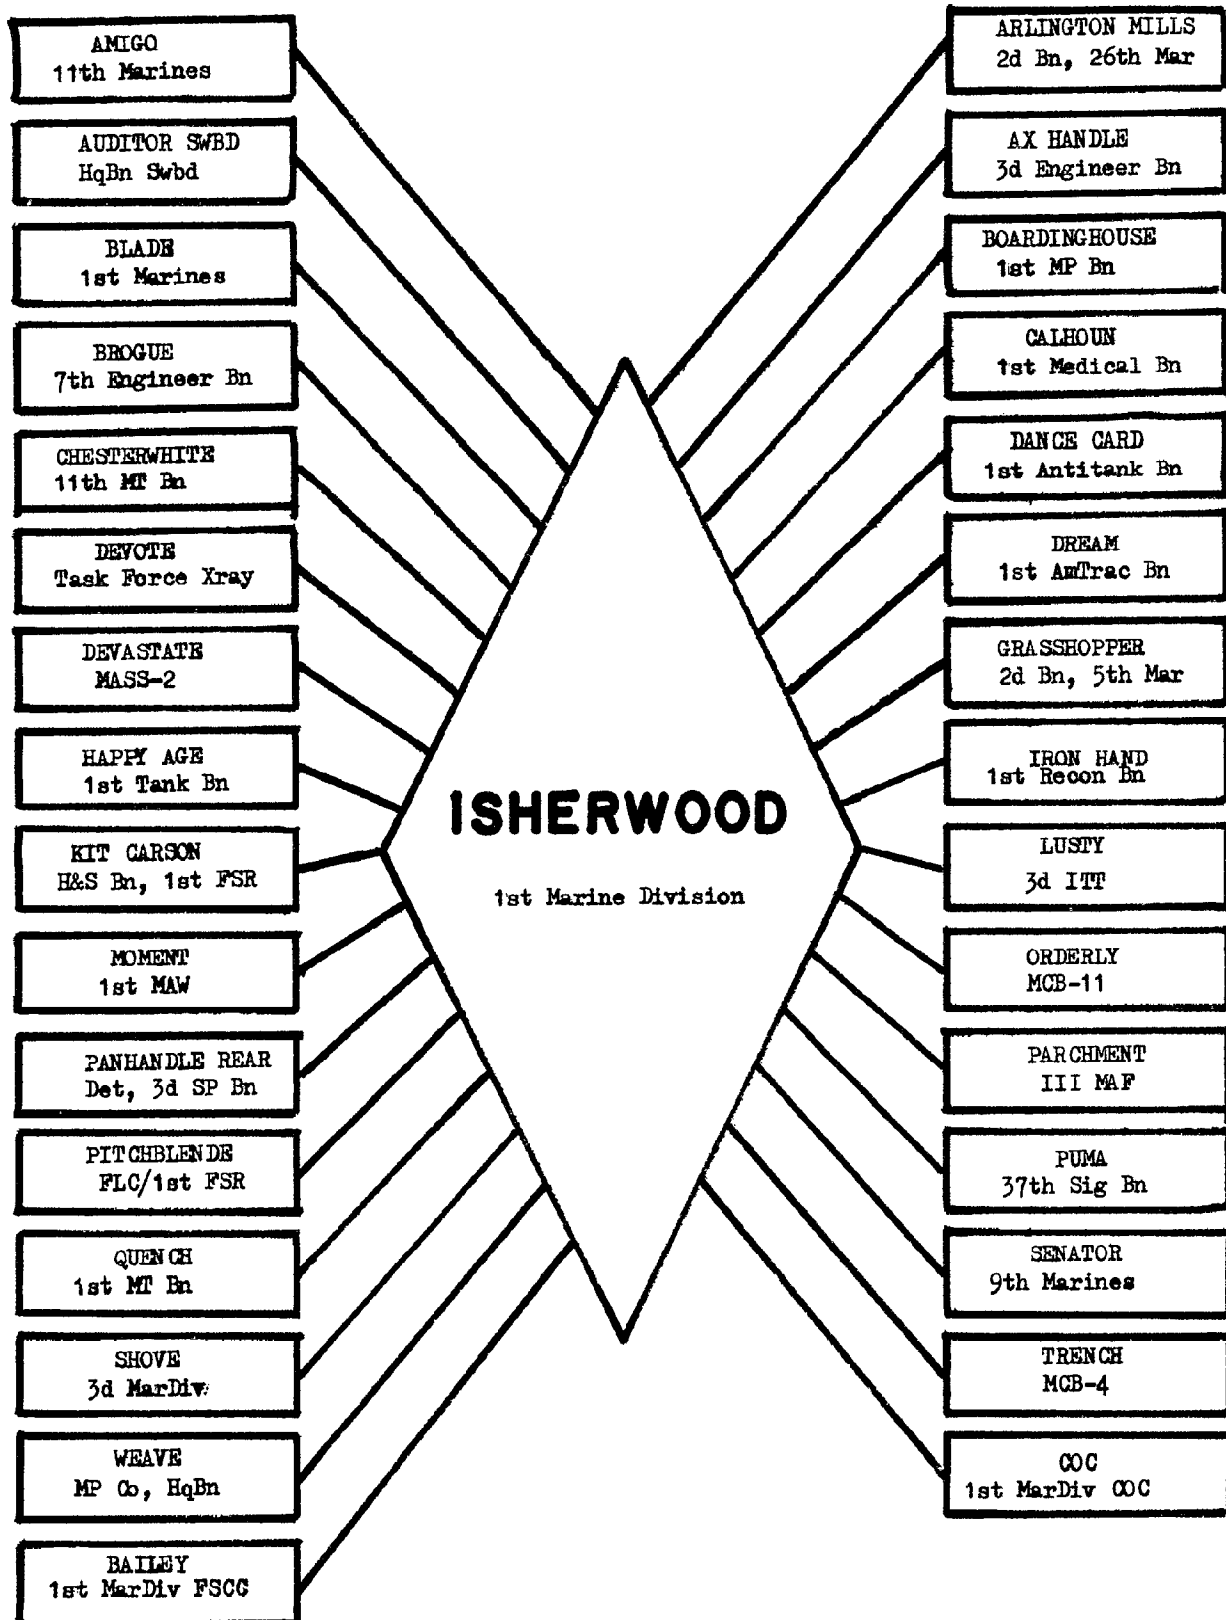 AMIGO
11th Marines
AUDITOR SWBD
HqBn Swbd
BLADE
1st Marines
BROGUE
7th Engineer Bn
CHESTERWHITE
11th MT Bn
DEVOTE
Task Force Xray
DEVASTATE
MASS-2
HAPPY AGE
1st Tank Bn
KIT CARSON
H&S Bn, 1st FSR
MOMENT
1st MAW
PANHANDLE REAR
Det, 3d SP Bn
PITCHBLENDE
FLC/1st FSR
QUENCH
1st MT Bn
SHOVE
3d MarDiv
WEAVE
MP Co, HqBn
BAILEY
1st MarDiv FSCC
ISHERWOOD
1st Marine Division
ARLINGTON MILLS
2d Bn, 26th Mar
AX HANDLE
3d Engineer Bn
BOARDINGHOUSE
1st MP Bn
CALHOUN
1st Medical Bn
DANCE CARD
1st Antitank Bn
DREAM
1st AmTrac Bn
GRASSHOPPER
2d Bn, 5th Mar
IRON HAND
1st Recon Bn
LUSTY
3d ITT
ORDERLY
MCB-11
PARCHMENT
III MAF
PUMA
37th Sig Bn
SENATOR
9th Marines
TRENCH
MCB-4
COC
1st MarDiv COC